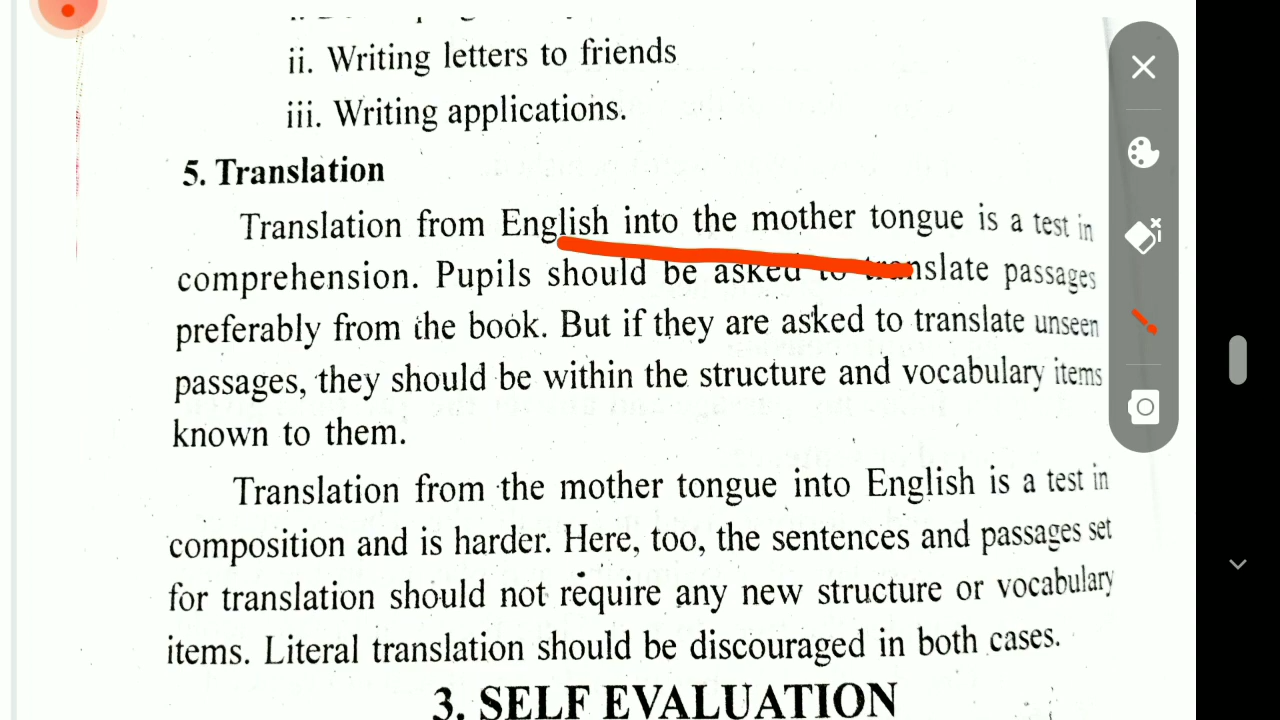 ii. Writing letters to friends
iii. Writing applications.
5. Translation
Translation from English into the mother tongue is a test in
comprehension. Pupils should be asked to translate passages
preferably from the book. But if they are asked to translate unseen
passages, they should be within the structure and vocabulary items
known to them.
Translation from the mother tongue into English is a test in
composition and is harder. Here, too, the sentences and passages set
for translation should not require any new structure or vocabulary
items. Literal translation should be discouraged in both cases.
3. SELF EVALUATION